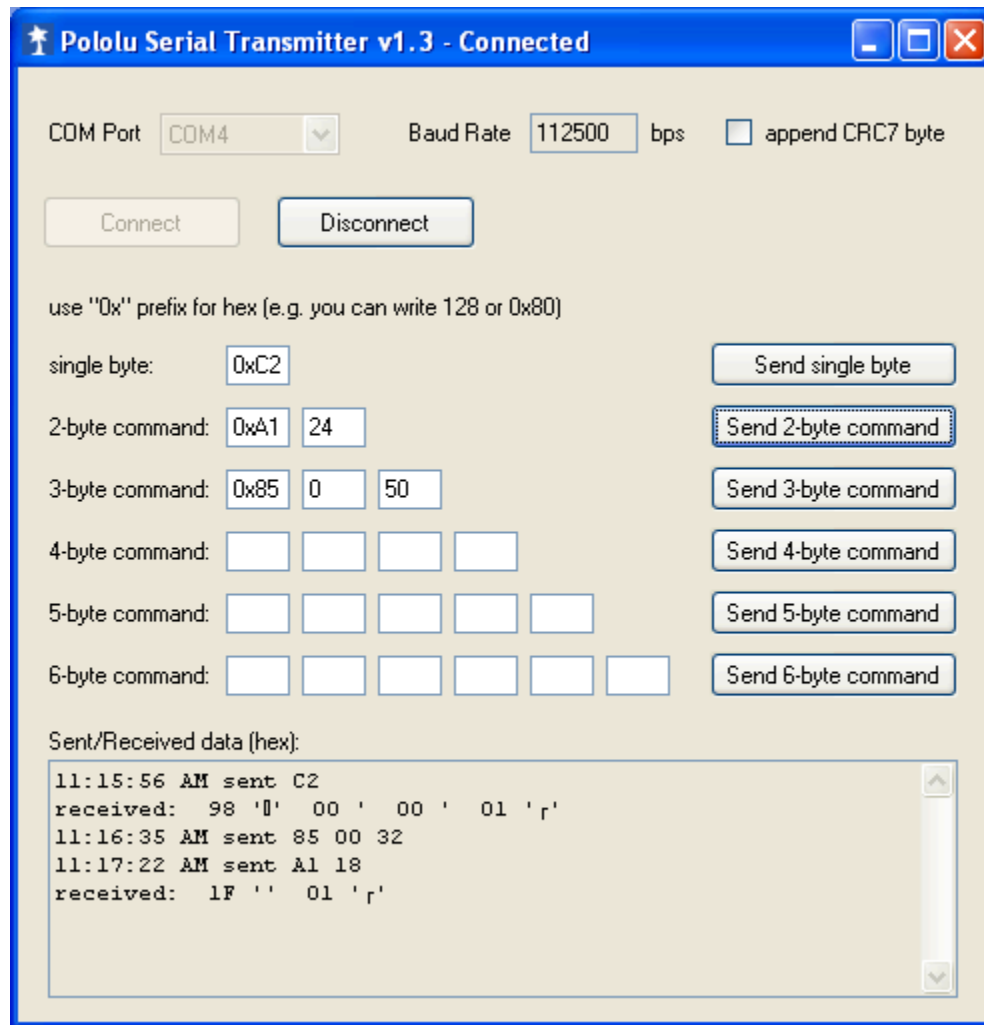 Pololu Serial Transmitter v1.3 - Connected
COM Port COM4 Baud Rate 112500 bps append CRC7 byte
Connect Disconnect
use "0x" prefix for hex (e.g. you can write 128 or 0x80)
single byte: 0xC2 Send single byte
2-byte command: 0xA1 24 Send 2-byte command
3-byte command: 0x85 0 50 Send 3-byte command
4-byte command: Send 4-byte command
5-byte command: Send 5-byte command
6-byte command: Send 6-byte command
Sent/Received data (hex):
11:15:56 AM sent C2
received: 98 '▯' 00 ' 00 ' 01 '┌'
11:16:35 AM sent 85 00 32
11:17:22 AM sent A1 18
received: 1F '' 01 '┌'